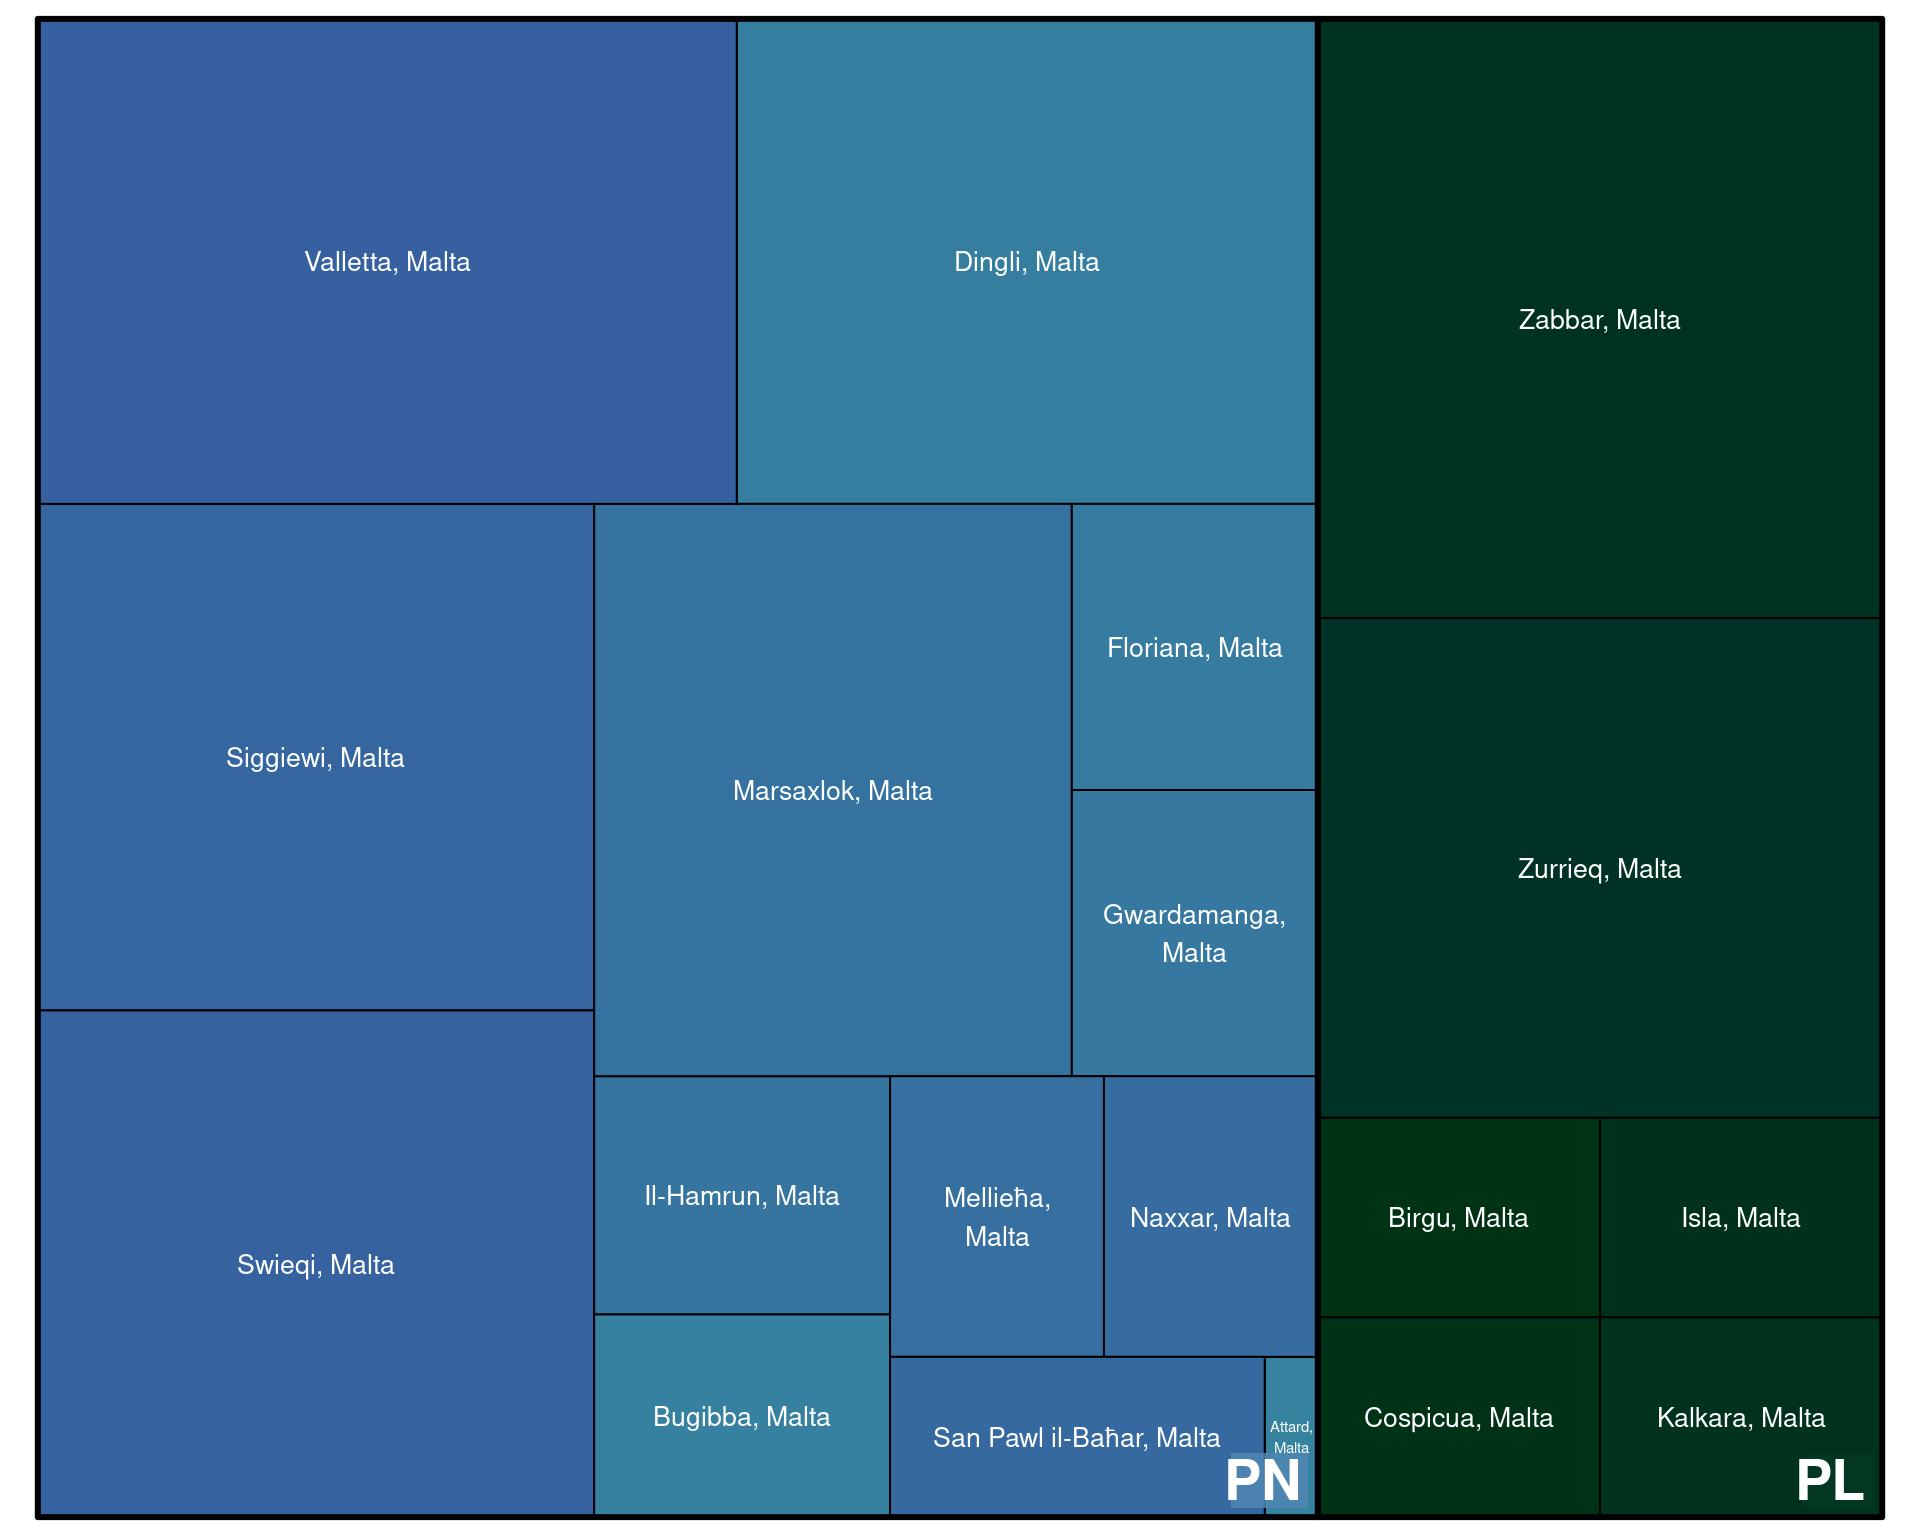 Valletta, Malta
Dingli, Malta
Zabbar, Malta
Siggiewi, Malta
Marsaxlok, Malta
Floriana, Malta
Gwardamanga,
Malta
Zurrieq, Malta
Swieqi, Malta
Il-Hamrun, Malta
Mellieħa,
Malta
Naxxar, Malta
Birgu, Malta
Isla, Malta
Bugibba, Malta
San Pawl il-Baħar, Malta
Attard,
Malta
PN
Cospicua, Malta
Kalkara, Malta
PL